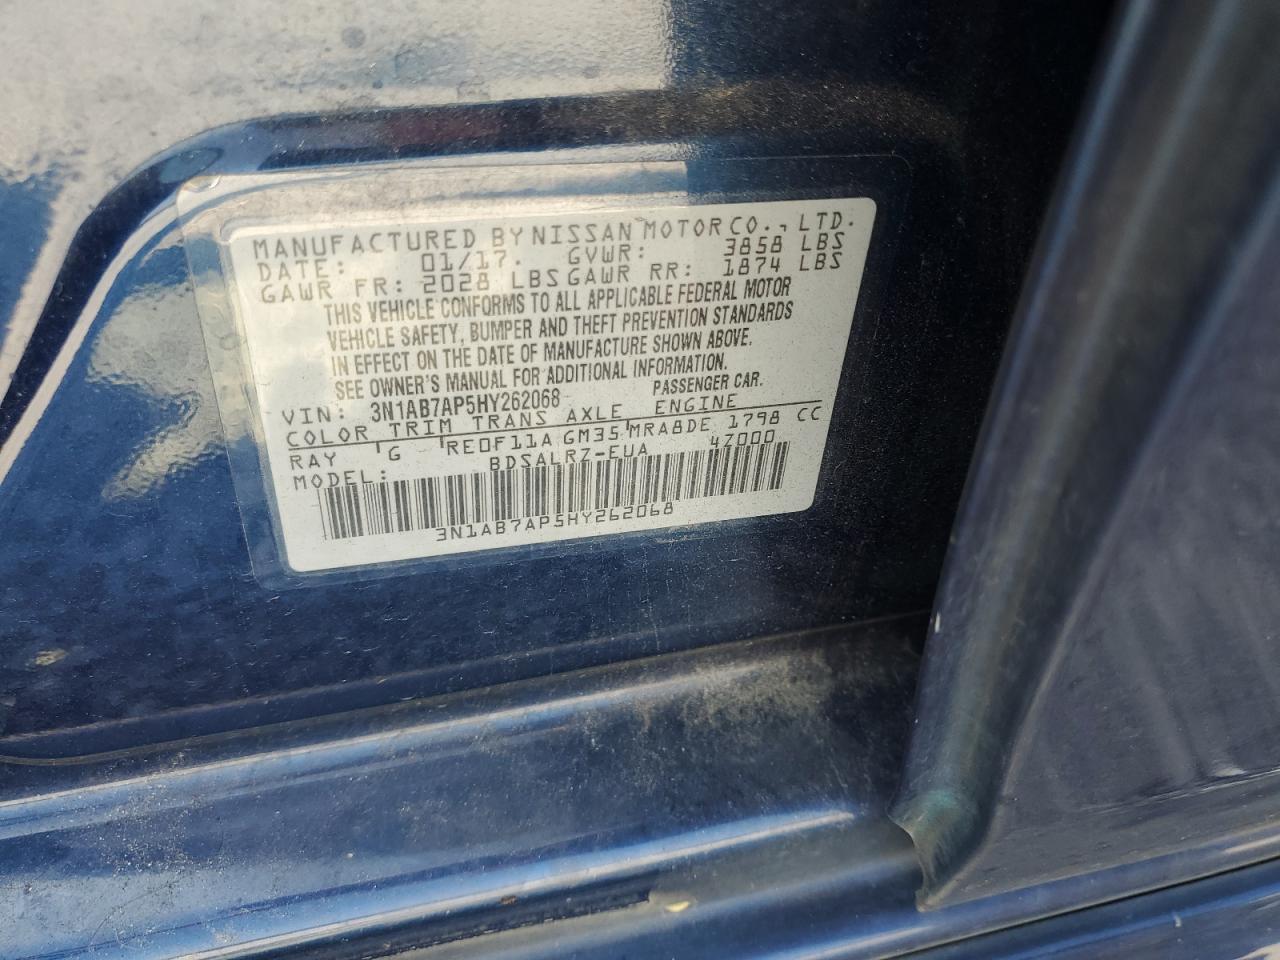 MANUFACTURED BY NISSAN MOTOR CO., LTD.
DATE: 01/17. GVWR: 3858 LBS
GAWR FR: 2028 LBS GAWR RR: 1874 LBS
THIS VEHICLE CONFORMS TO ALL APPLICABLE FEDERAL MOTOR
VEHICLE SAFETY, BUMPER AND THEFT PREVENTION STANDARDS
IN EFFECT ON THE DATE OF MANUFACTURE SHOWN ABOVE.
SEE OWNER'S MANUAL FOR ADDITIONAL INFORMATION.
VIN: 3N1AB7AP5HY262068 PASSENGER CAR.
COLOR TRIM TRANS AXLE ENGINE
RAY G RE0F11A GM35 MRA8DE 1798 CC
MODEL: BDSALRZ-EUA 4Z000
3N1AB7AP5HY262068